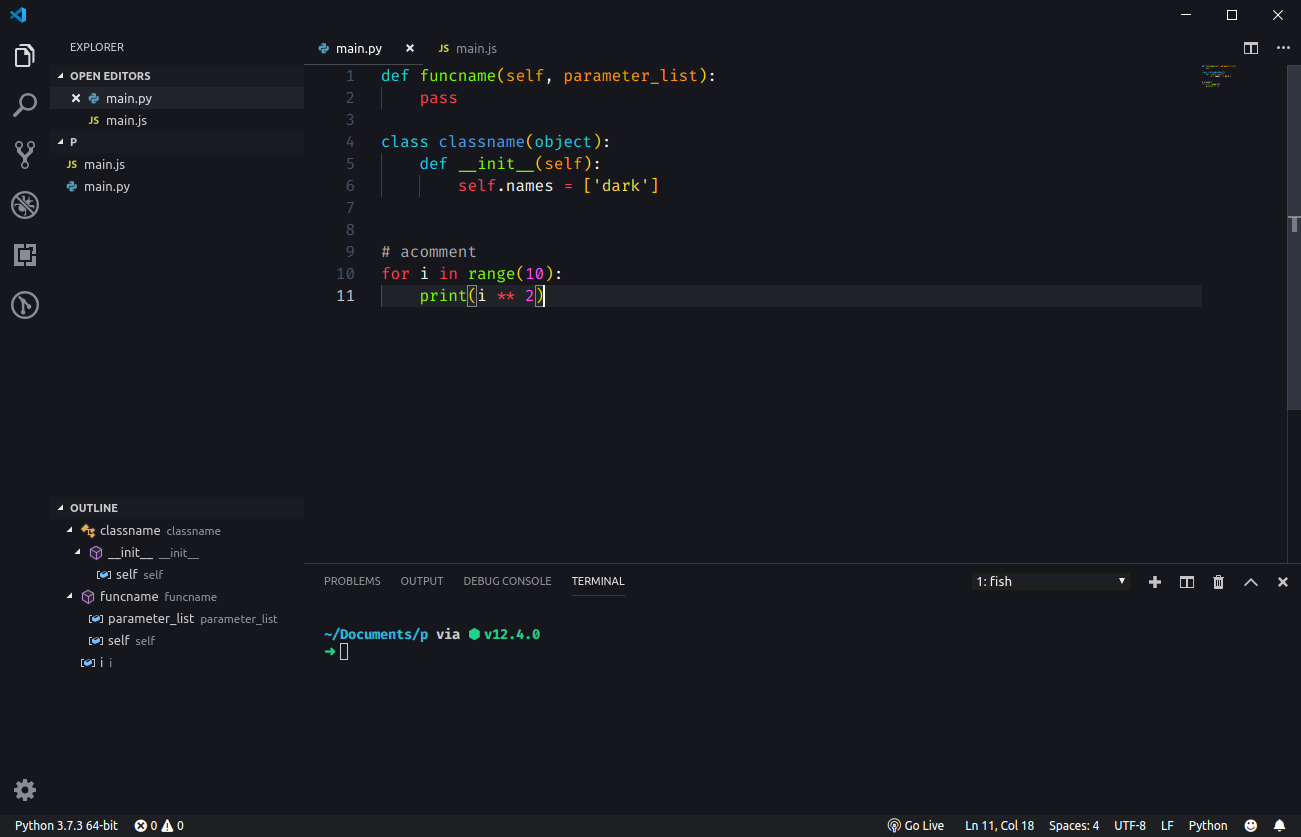 EXPLORER
OPEN EDITORS
main.py
JS main.js
P
JS main.js
main.py
OUTLINE
classname classname
__init__ __init__
self self
funcname funcname
parameter_list parameter_list
self self
i i
main.py JS main.js
1 def funcname(self, parameter_list):
2 pass
3
4 class classname(object):
5 def __init__(self):
6 self.names = ['dark']
7
8
9 # acomment
10 for i in range(10):
11 print(i ** 2)
PROBLEMS OUTPUT DEBUG CONSOLE TERMINAL 1: fish
~/Documents/p via ⬢ v12.4.0
➜
Python 3.7.3 64-bit 0 0 Go Live Ln 11, Col 18 Spaces: 4 UTF-8 LF Python